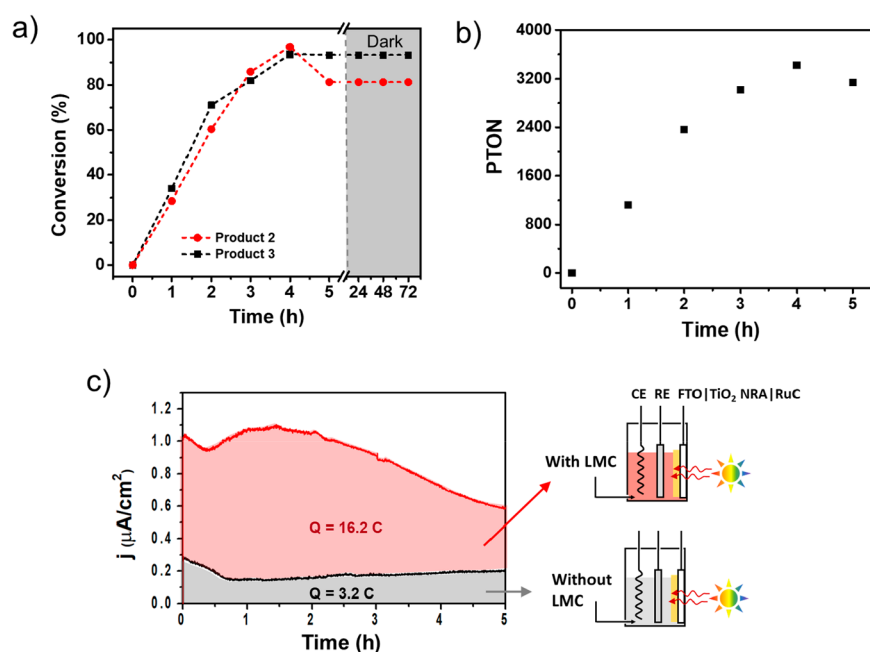 a)
Conversion (%)
100
80
60
40
20
0
Dark
Product 2
Product 3
0 1 2 3 4 5 24 48 72
Time (h)
b)
PTON
4000
3200
2400
1600
800
0
0 1 2 3 4 5
Time (h)
c)
j (µA/cm²)
1.2
1.0
0.8
0.6
0.4
0.2
0.0
Q = 16.2 C
Q = 3.2 C
0 1 2 3 4 5
Time (h)
CE RE FTO|TiO₂ NRA|RuC
With LMC
Without
LMC